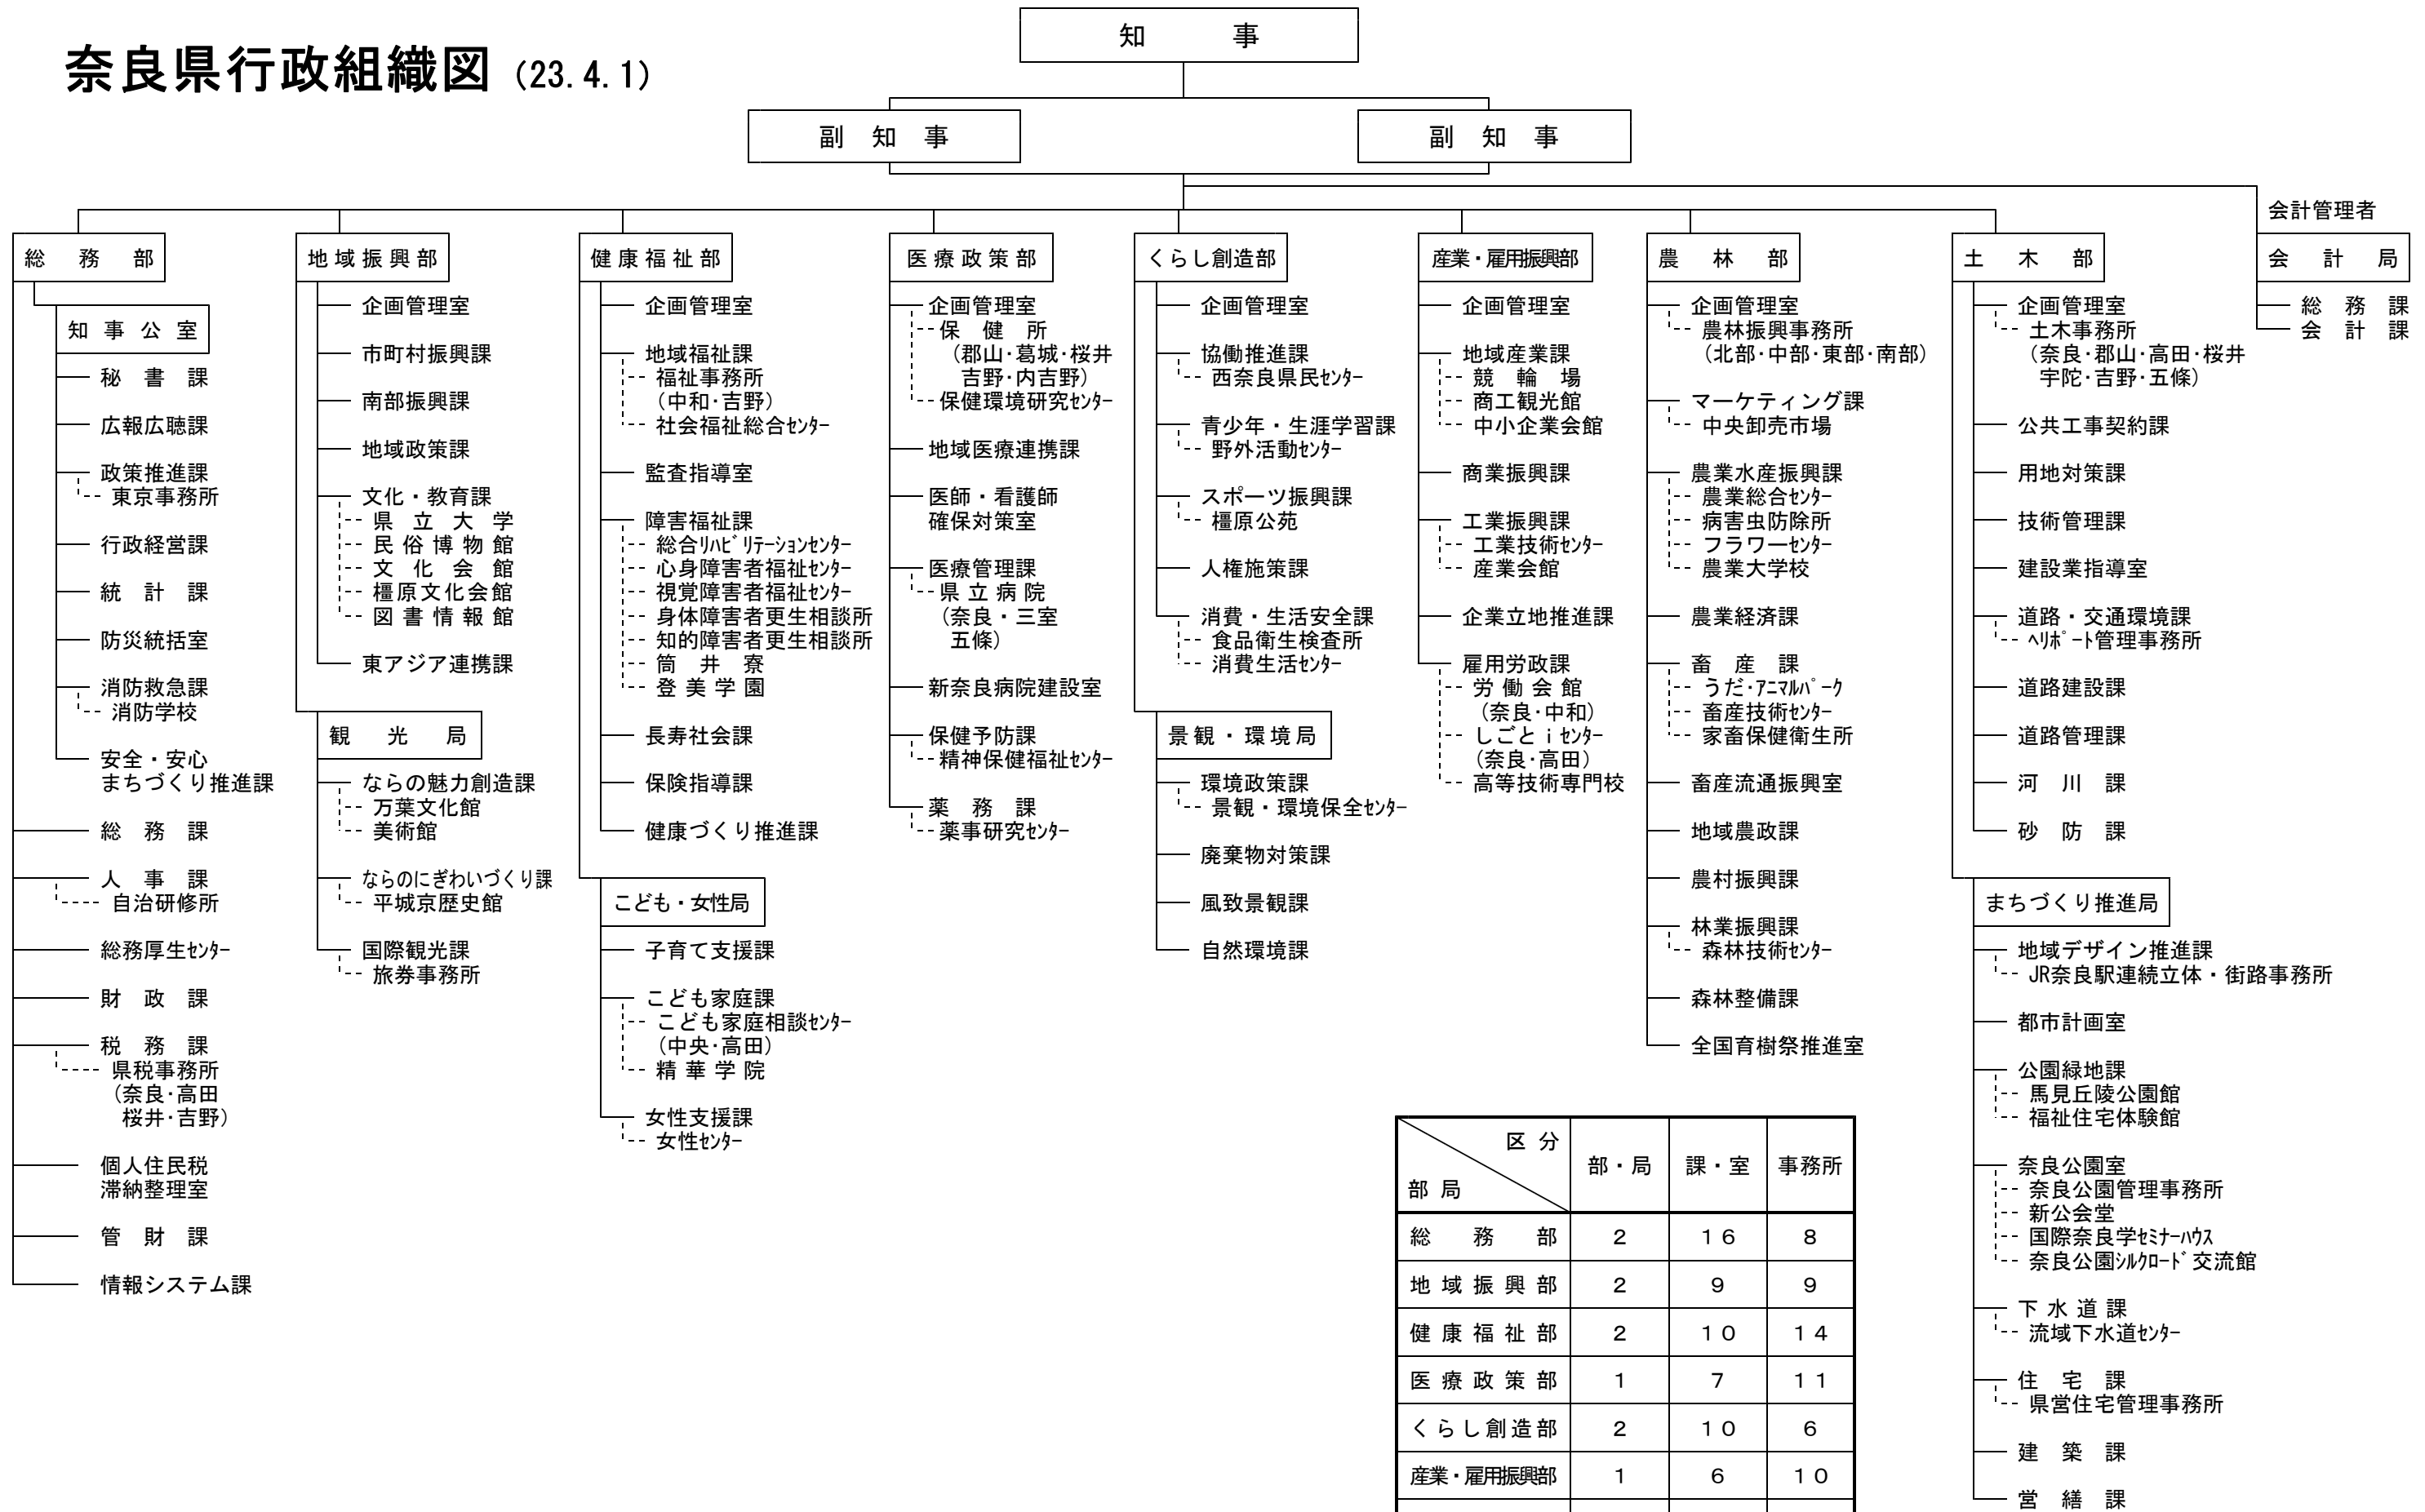 奈良県行政組織図 (23.4.1)
知事
副知事
副知事
総務部
知事公室
秘書課
広報広聴課
政策推進課
東京事務所
行政経営課
統計課
防災統括室
消防救急課
消防学校
安全・安心
まちづくり推進課
総務課
人事課
自治研修所
総務厚生ｾﾝﾀｰ
財政課
税務課
県税事務所
（奈良･高田
桜井･吉野）
個人住民税
滞納整理室
管財課
情報システム課
地域振興部
企画管理室
市町村振興課
南部振興課
地域政策課
文化・教育課
県立大学
民俗博物館
文化会館
橿原文化会館
図書情報館
東アジア連携課
観光局
ならの魅力創造課
万葉文化館
美術館
ならのにぎわいづくり課
平城京歴史館
国際観光課
旅券事務所
健康福祉部
企画管理室
地域福祉課
福祉事務所
（中和･吉野）
社会福祉総合ｾﾝﾀｰ
監査指導室
障害福祉課
総合ﾘﾊﾋﾞﾘﾃｰｼｮﾝｾﾝﾀｰ
心身障害者福祉ｾﾝﾀｰ
視覚障害者福祉ｾﾝﾀｰ
身体障害者更生相談所
知的障害者更生相談所
筒井寮
登美学園
長寿社会課
保険指導課
健康づくり推進課
こども・女性局
子育て支援課
こども家庭課
こども家庭相談ｾﾝﾀｰ
（中央･高田）
精華学院
女性支援課
女性ｾﾝﾀｰ
医療政策部
企画管理室
保健所
（郡山･葛城･桜井
吉野･内吉野）
保健環境研究ｾﾝﾀｰ
地域医療連携課
医師・看護師
確保対策室
医療管理課
県立病院
（奈良・三室
五條）
新奈良病院建設室
保健予防課
精神保健福祉ｾﾝﾀｰ
薬務課
薬事研究ｾﾝﾀｰ
くらし創造部
企画管理室
協働推進課
西奈良県民ｾﾝﾀｰ
青少年・生涯学習課
野外活動ｾﾝﾀｰ
スポーツ振興課
橿原公苑
人権施策課
消費・生活安全課
食品衛生検査所
消費生活ｾﾝﾀｰ
景観・環境局
環境政策課
景観・環境保全ｾﾝﾀｰ
廃棄物対策課
風致景観課
自然環境課
産業・雇用振興部
企画管理室
地域産業課
競輪場
商工観光館
中小企業会館
商業振興課
工業振興課
工業技術ｾﾝﾀｰ
産業会館
企業立地推進課
雇用労政課
労働会館
（奈良･中和）
しごとｉｾﾝﾀｰ
（奈良･高田）
高等技術専門校
農林部
企画管理室
農林振興事務所
（北部･中部･東部･南部）
マーケティング課
中央卸売市場
農業水産振興課
農業総合ｾﾝﾀｰ
病害虫防除所
フラワーｾﾝﾀｰ
農業大学校
農業経済課
畜産課
うだ･ｱﾆﾏﾙﾊﾟｰｸ
畜産技術ｾﾝﾀｰ
家畜保健衛生所
畜産流通振興室
地域農政課
農村振興課
林業振興課
森林技術ｾﾝﾀｰ
森林整備課
全国育樹祭推進室
土木部
企画管理室
土木事務所
（奈良･郡山･高田･桜井
宇陀･吉野･五條）
公共工事契約課
用地対策課
技術管理課
建設業指導室
道路・交通環境課
ﾍﾘﾎﾟｰﾄ管理事務所
道路建設課
道路管理課
河川課
砂防課
まちづくり推進局
地域デザイン推進課
JR奈良駅連続立体・街路事務所
都市計画室
公園緑地課
馬見丘陵公園館
福祉住宅体験館
奈良公園室
奈良公園管理事務所
新公会堂
国際奈良学ｾﾐﾅｰﾊｳｽ
奈良公園ｼﾙｸﾛｰﾄﾞ交流館
下水道課
流域下水道ｾﾝﾀｰ
住宅課
県営住宅管理事務所
建築課
営繕課
会計管理者
会計局
総務課
会計課
区分
部局 部・局 課・室 事務所
総務部 2 16 8
地域振興部 2 9 9
健康福祉部 2 10 14
医療政策部 1 7 11
くらし創造部 2 10 6
産業・雇用振興部 1 6 10